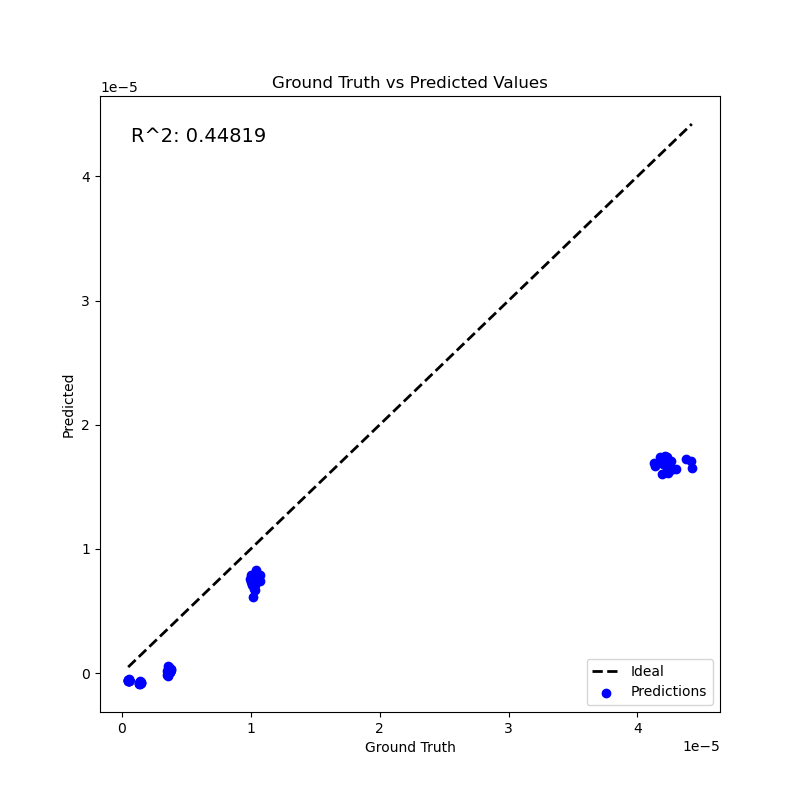 Ground Truth vs Predicted Values
1e−5
R^2: 0.44819
4
3
2
1
0
Predicted
Ideal
Predictions
0 1 2 3 4
Ground Truth
1e−5